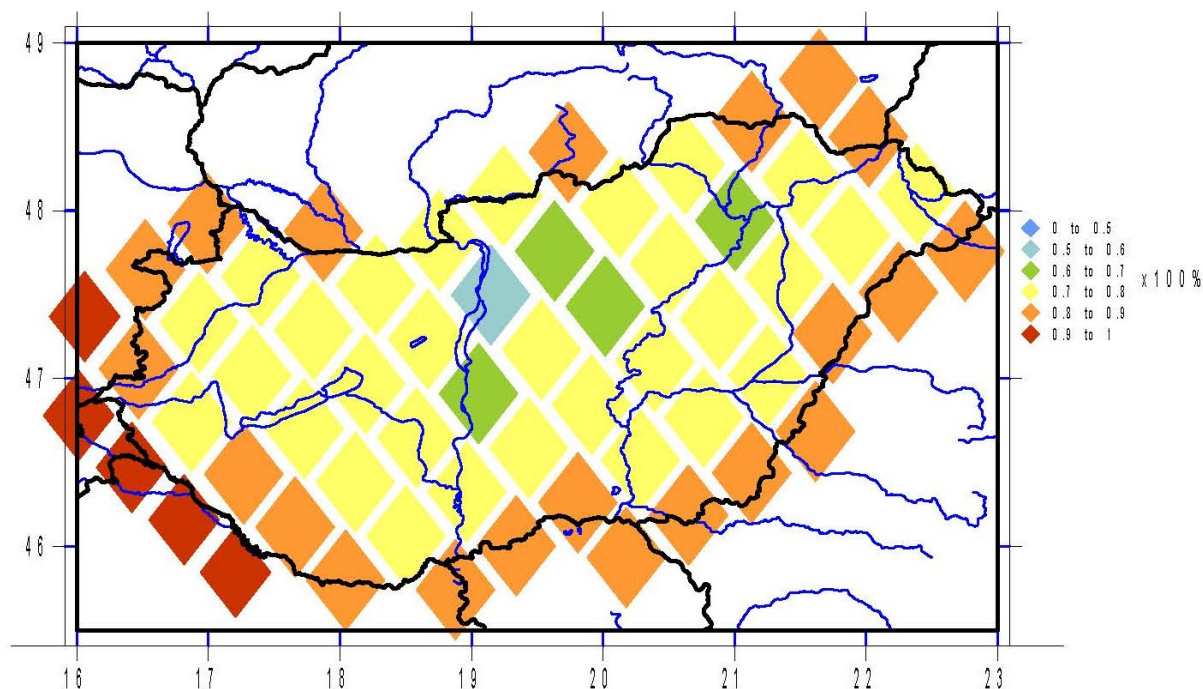 49
48
47
46
16 17 18 19 20 21 22 23
0 to 0.5
0.5 to 0.6
0.6 to 0.7
0.7 to 0.8
0.8 to 0.9
0.9 to 1
x100%